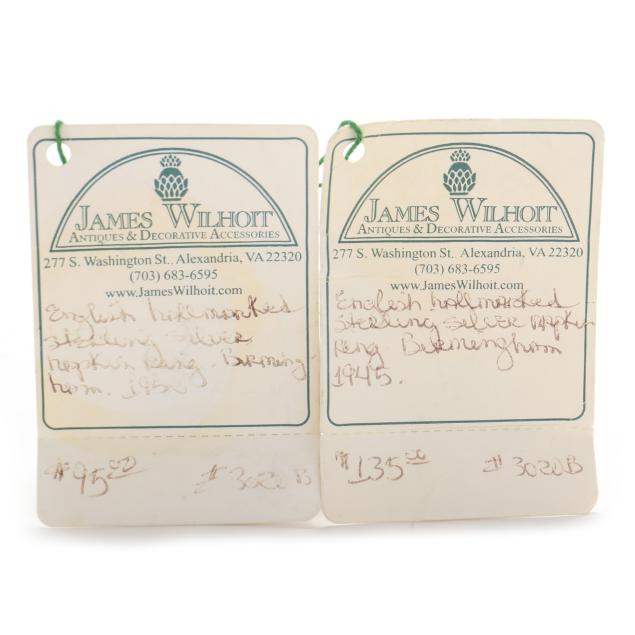 JAMES WILHOIT
ANTIQUES & DECORATIVE ACCESSORIES
277 S. Washington St.. Alexandria, VA 22320
(703) 683-6595
www.JamesWilhoit.com
English hallmarked
sterling silver
napkin ring. Birming-
ham. 1950
$95.00 # 3020B
JAMES WILHOIT
ANTIQUES & DECORATIVE ACCESSORIES
277 S. Washington St.. Alexandria, VA 22320
(703) 683-6595
www.JamesWilhoit.com
English hallmarked
sterling silver napkin
ring. Birmingham
1945.
$135.00 # 3020B